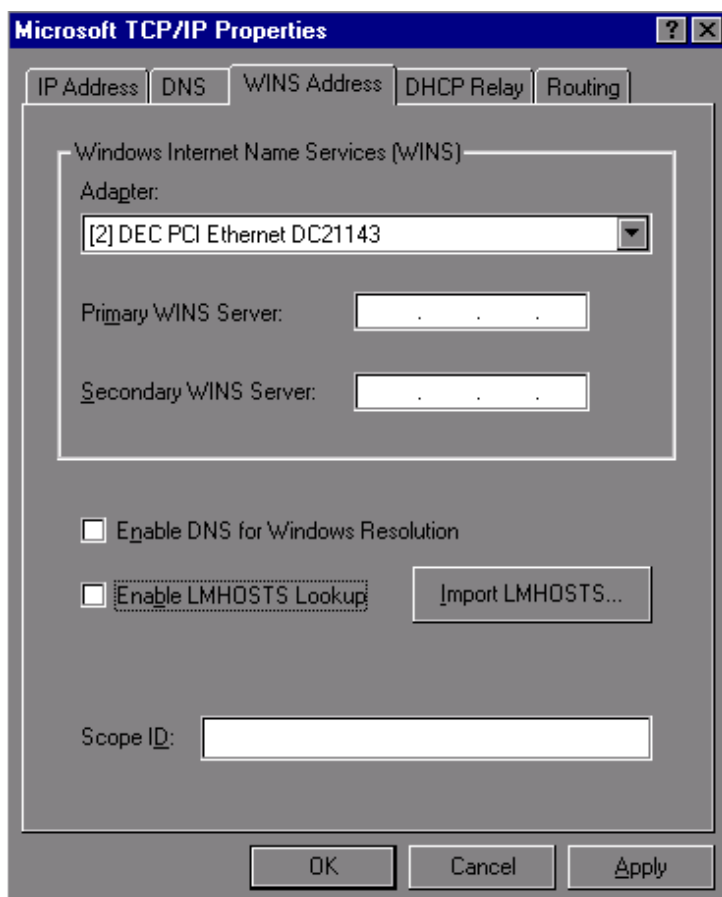 Microsoft TCP/IP Properties
IP Address DNS WINS Address DHCP Relay Routing
Windows Internet Name Services (WINS)
Adapter:
[2] DEC PCI Ethernet DC21143
Primary WINS Server: . . .
Secondary WINS Server: . . .
Enable DNS for Windows Resolution
Enable LMHOSTS Lookup Import LMHOSTS...
Scope ID:
OK Cancel Apply